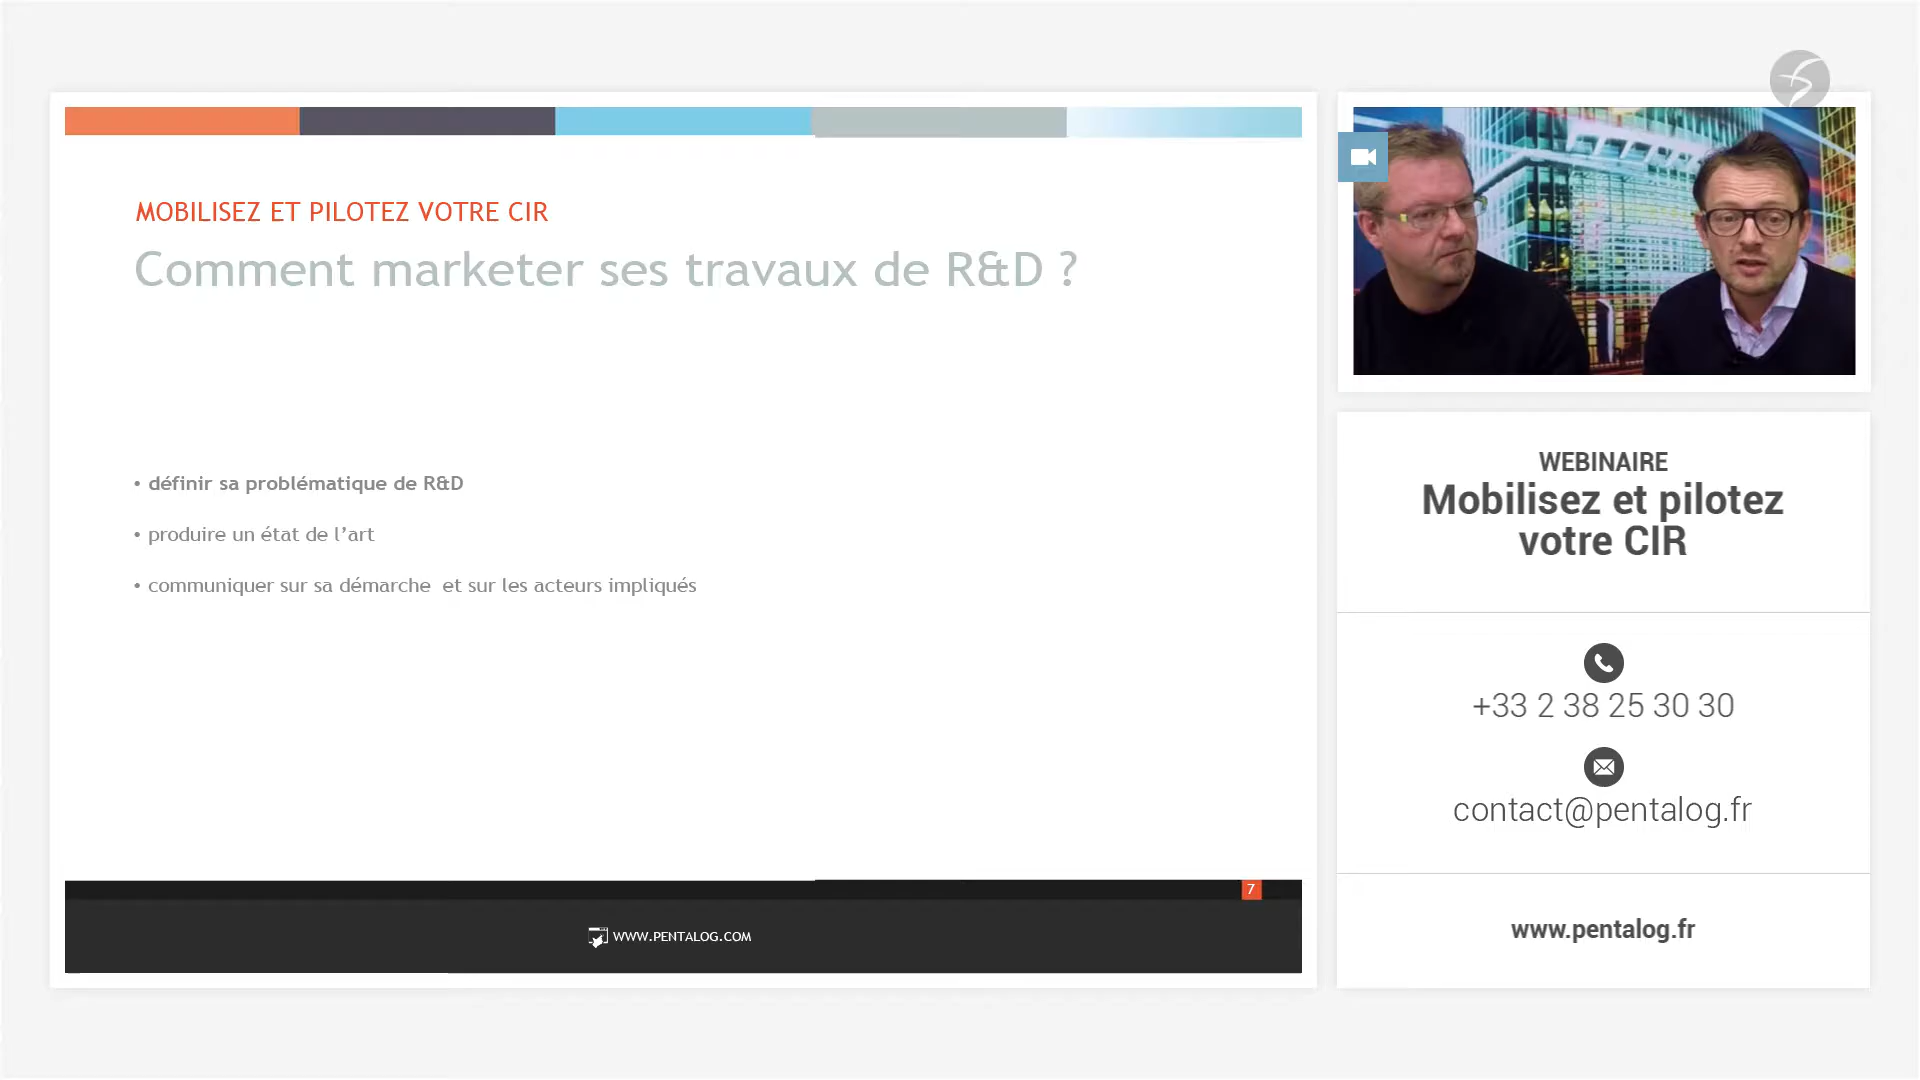 MOBILISEZ ET PILOTEZ VOTRE CIR
Comment marketer ses travaux de R&D ?
• définir sa problématique de R&D
• produire un état de l’art
• communiquer sur sa démarche et sur les acteurs impliqués
7
WWW.PENTALOG.COM
WEBINAIRE
Mobilisez et pilotez
votre CIR
+33 2 38 25 30 30
contact@pentalog.fr
www.pentalog.fr